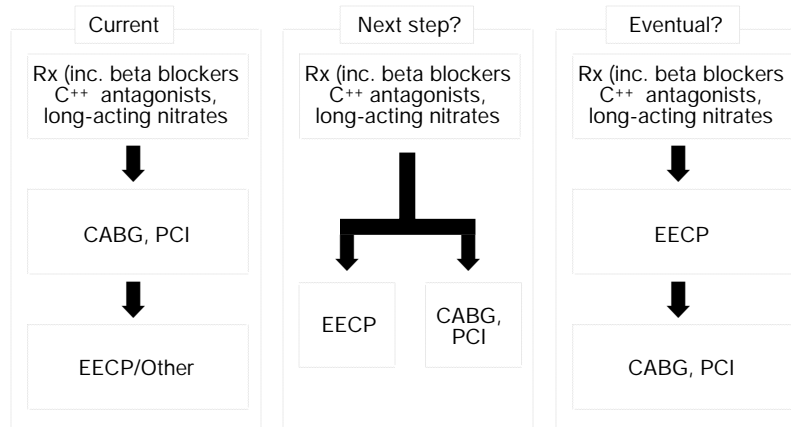 Current
Rx (inc. beta blockers
C++ antagonists,
long-acting nitrates
CABG, PCI
EECP/Other
Next step?
Rx (inc. beta blockers
C++ antagonists,
long-acting nitrates
EECP
CABG,
PCI
Eventual?
Rx (inc. beta blockers
C++ antagonists,
long-acting nitrates
EECP
CABG, PCI